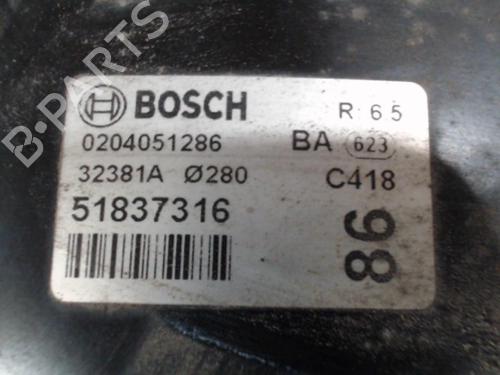 B-PARTS
BOSCH R 65
0204051286 BA 623
32381A Ø280 C418
51837316
86